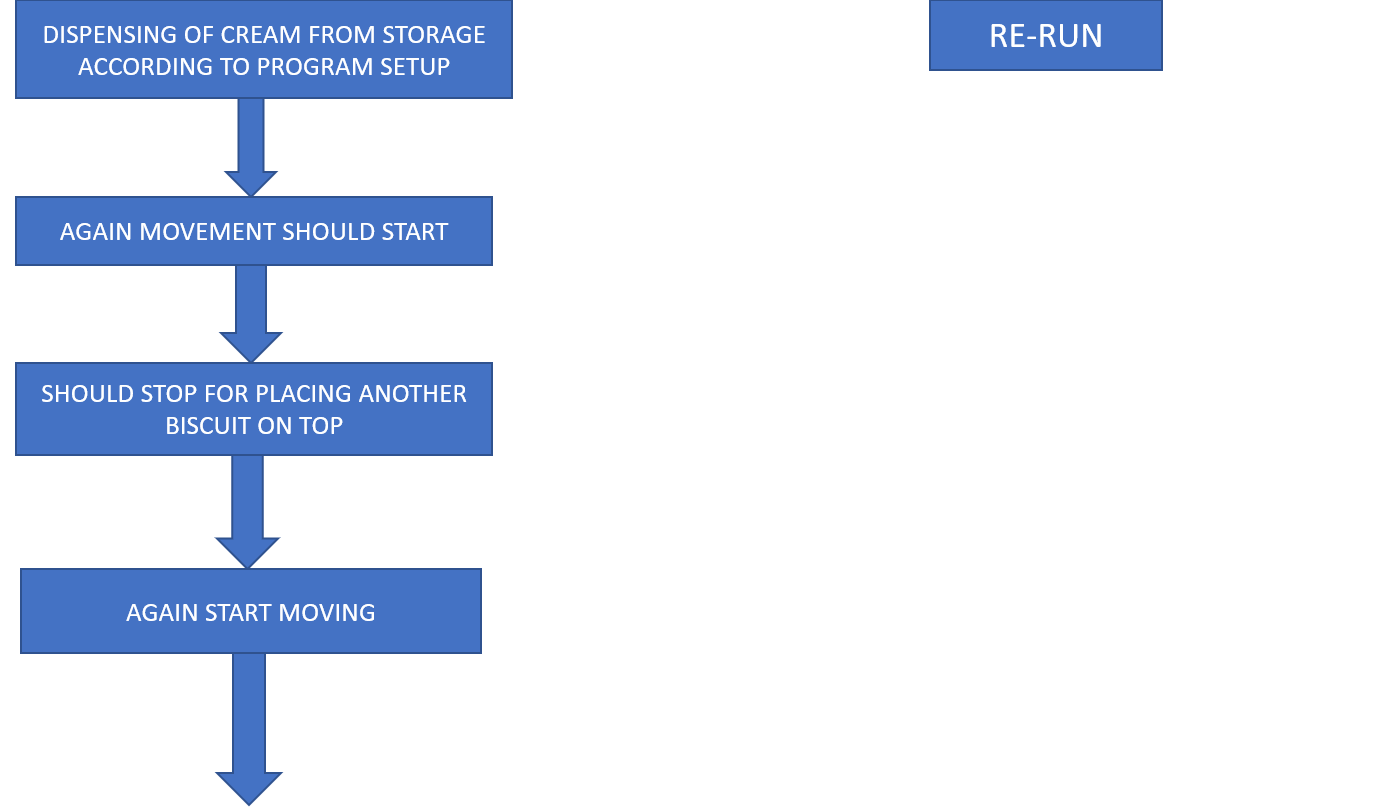 DISPENSING OF CREAM FROM STORAGE
ACCORDING TO PROGRAM SETUP
RE-RUN
AGAIN MOVEMENT SHOULD START
SHOULD STOP FOR PLACING ANOTHER
BISCUIT ON TOP
AGAIN START MOVING